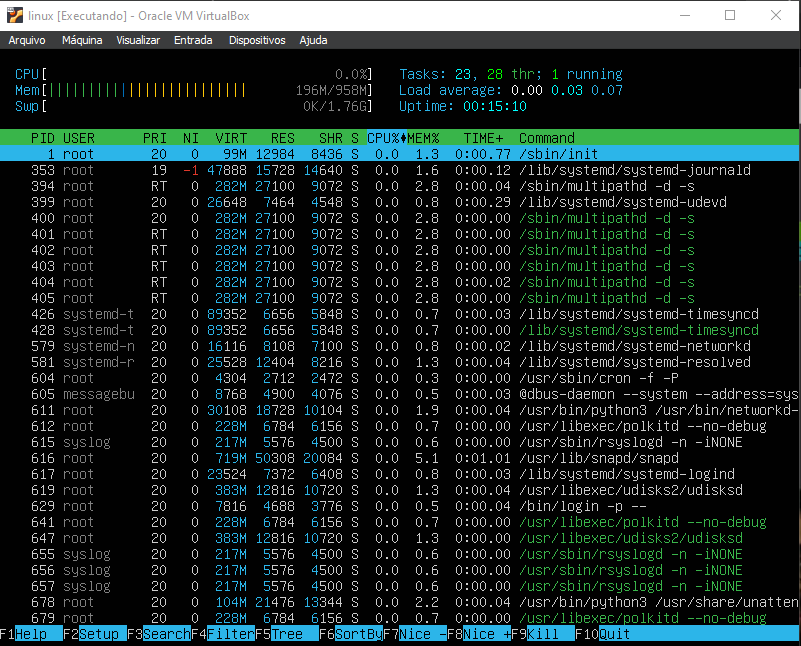 linux [Executando] - Oracle VM VirtualBox
Arquivo Máquina Visualizar Entrada Dispositivos Ajuda
CPU[ 0.0%] Tasks: 23, 28 thr; 1 running
Mem[||||||||||||||||||||||||| 196M/958M] Load average: 0.00 0.03 0.07
Swp[ 0K/1.76G] Uptime: 00:15:10
PID USER PRI NI VIRT RES SHR S CPU%♦MEM% TIME+ Command
1 root 20 0 99M 12984 8436 S 0.0 1.3 0:00.77 /sbin/init
353 root 19 -1 47888 15728 14640 S 0.0 1.6 0:00.12 /lib/systemd/systemd-journald
394 root RT 0 282M 27100 9072 S 0.0 2.8 0:00.04 /sbin/multipathd -d -s
399 root 20 0 26648 7464 4548 S 0.0 0.8 0:00.29 /lib/systemd/systemd-udevd
400 root RT 0 282M 27100 9072 S 0.0 2.8 0:00.00 /sbin/multipathd -d -s
401 root RT 0 282M 27100 9072 S 0.0 2.8 0:00.00 /sbin/multipathd -d -s
402 root RT 0 282M 27100 9072 S 0.0 2.8 0:00.00 /sbin/multipathd -d -s
403 root RT 0 282M 27100 9072 S 0.0 2.8 0:00.00 /sbin/multipathd -d -s
404 root RT 0 282M 27100 9072 S 0.0 2.8 0:00.02 /sbin/multipathd -d -s
405 root RT 0 282M 27100 9072 S 0.0 2.8 0:00.00 /sbin/multipathd -d -s
426 systemd-t 20 0 89352 6656 5848 S 0.0 0.7 0:00.03 /lib/systemd/systemd-timesyncd
428 systemd-t 20 0 89352 6656 5848 S 0.0 0.7 0:00.00 /lib/systemd/systemd-timesyncd
579 systemd-n 20 0 16116 8108 7100 S 0.0 0.8 0:00.02 /lib/systemd/systemd-networkd
581 systemd-r 20 0 25528 12404 8216 S 0.0 1.3 0:00.04 /lib/systemd/systemd-resolved
604 root 20 0 4304 2712 2472 S 0.0 0.3 0:00.00 /usr/sbin/cron -f -P
605 messagebu 20 0 8768 4900 4076 S 0.0 0.5 0:00.03 @dbus-daemon --system --address=sys
611 root 20 0 30108 18728 10104 S 0.0 1.9 0:00.04 /usr/bin/python3 /usr/bin/network-
612 root 20 0 228M 6784 6156 S 0.0 0.7 0:00.00 /usr/libexec/polkitd --no-debug
615 syslog 20 0 217M 5576 4500 S 0.0 0.6 0:00.00 /usr/sbin/rsyslogd -n -iNONE
616 root 20 0 719M 50308 20084 S 0.0 5.1 0:01.01 /usr/lib/snapd/snapd
617 root 20 0 23524 7372 6408 S 0.0 0.8 0:00.03 /lib/systemd/systemd-logind
619 root 20 0 383M 12816 10720 S 0.0 1.3 0:00.04 /usr/libexec/udisks2/udisksd
629 root 20 0 7816 4688 3776 S 0.0 0.5 0:00.04 /bin/login -p --
641 root 20 0 228M 6784 6156 S 0.0 0.7 0:00.00 /usr/libexec/polkitd --no-debug
647 root 20 0 383M 12816 10720 S 0.0 1.3 0:00.00 /usr/libexec/udisks2/udisksd
655 syslog 20 0 217M 5576 4500 S 0.0 0.6 0:00.00 /usr/sbin/rsyslogd -n -iNONE
656 syslog 20 0 217M 5576 4500 S 0.0 0.6 0:00.00 /usr/sbin/rsyslogd -n -iNONE
657 syslog 20 0 217M 5576 4500 S 0.0 0.6 0:00.00 /usr/sbin/rsyslogd -n -iNONE
678 root 20 0 104M 21476 13344 S 0.0 2.2 0:00.04 /usr/bin/python3 /usr/share/unatten
679 root 20 0 228M 6784 6156 S 0.0 0.7 0:00.00 /usr/libexec/polkitd --no-debug
F1Help F2Setup F3SearchF4FilterF5Tree F6SortByF7Nice -F8Nice +F9Kill F10Quit